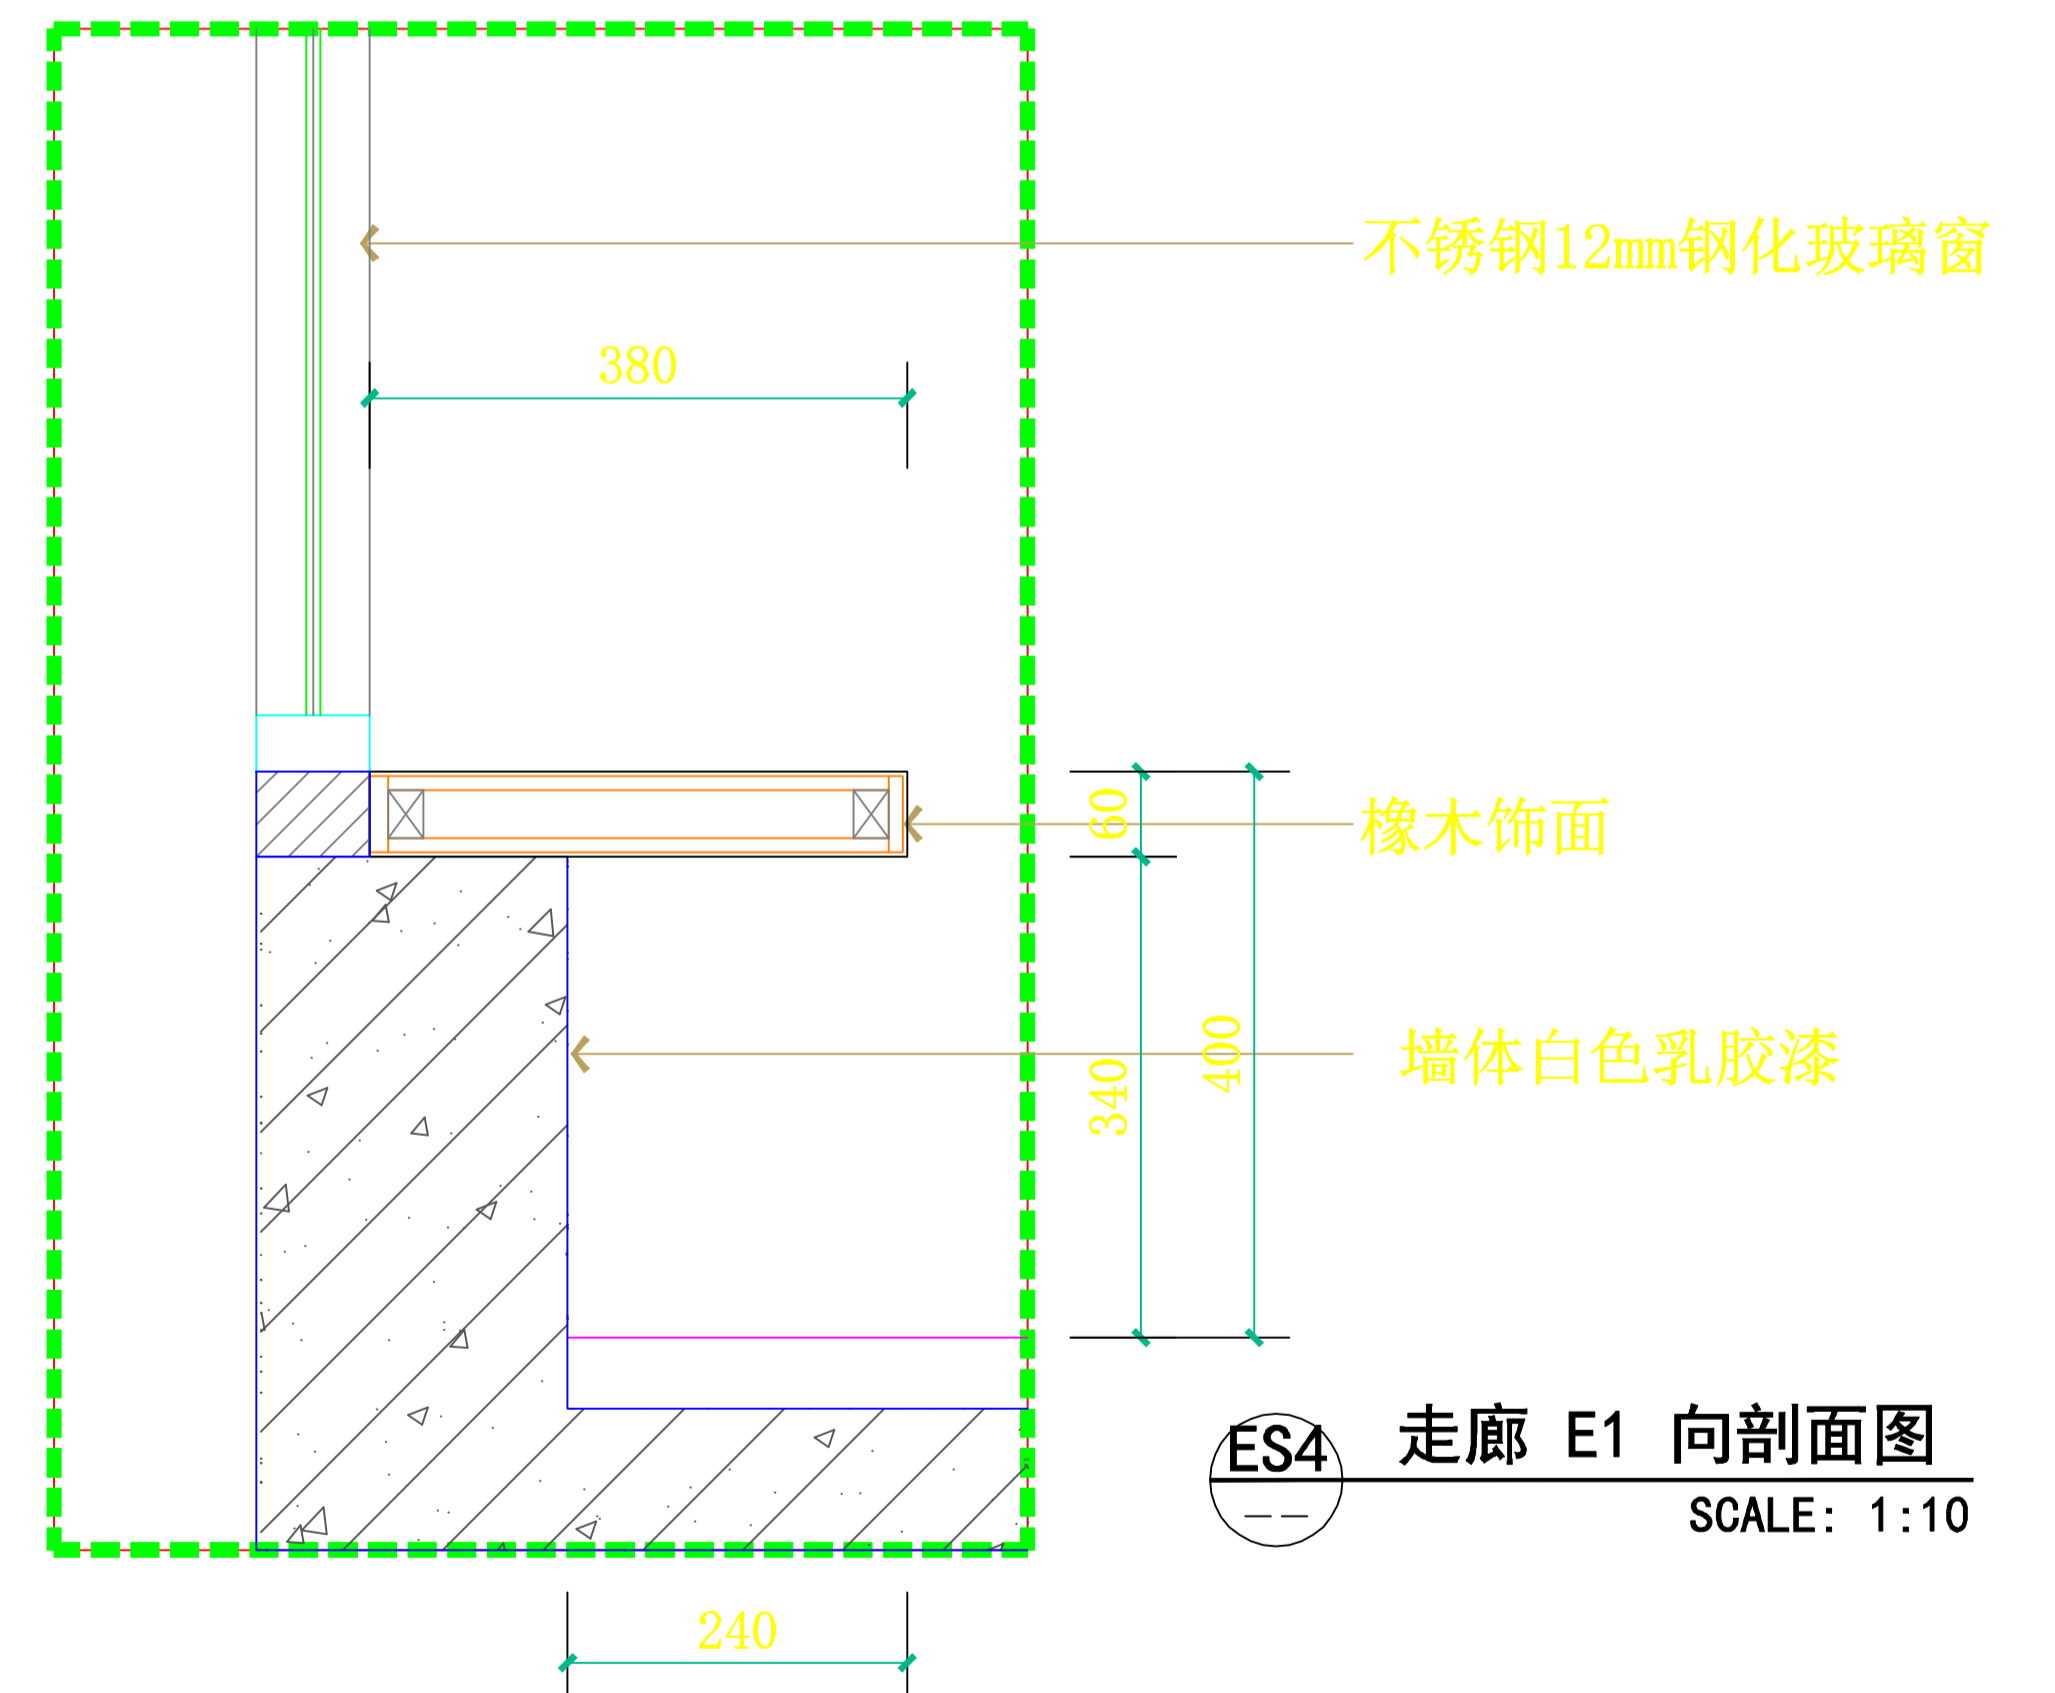 不锈钢12mm钢化玻璃窗
380
60
橡木饰面
400
340
墙体白色乳胶漆
ES4
走廊 E1 向剖面图
SCALE: 1:10
240